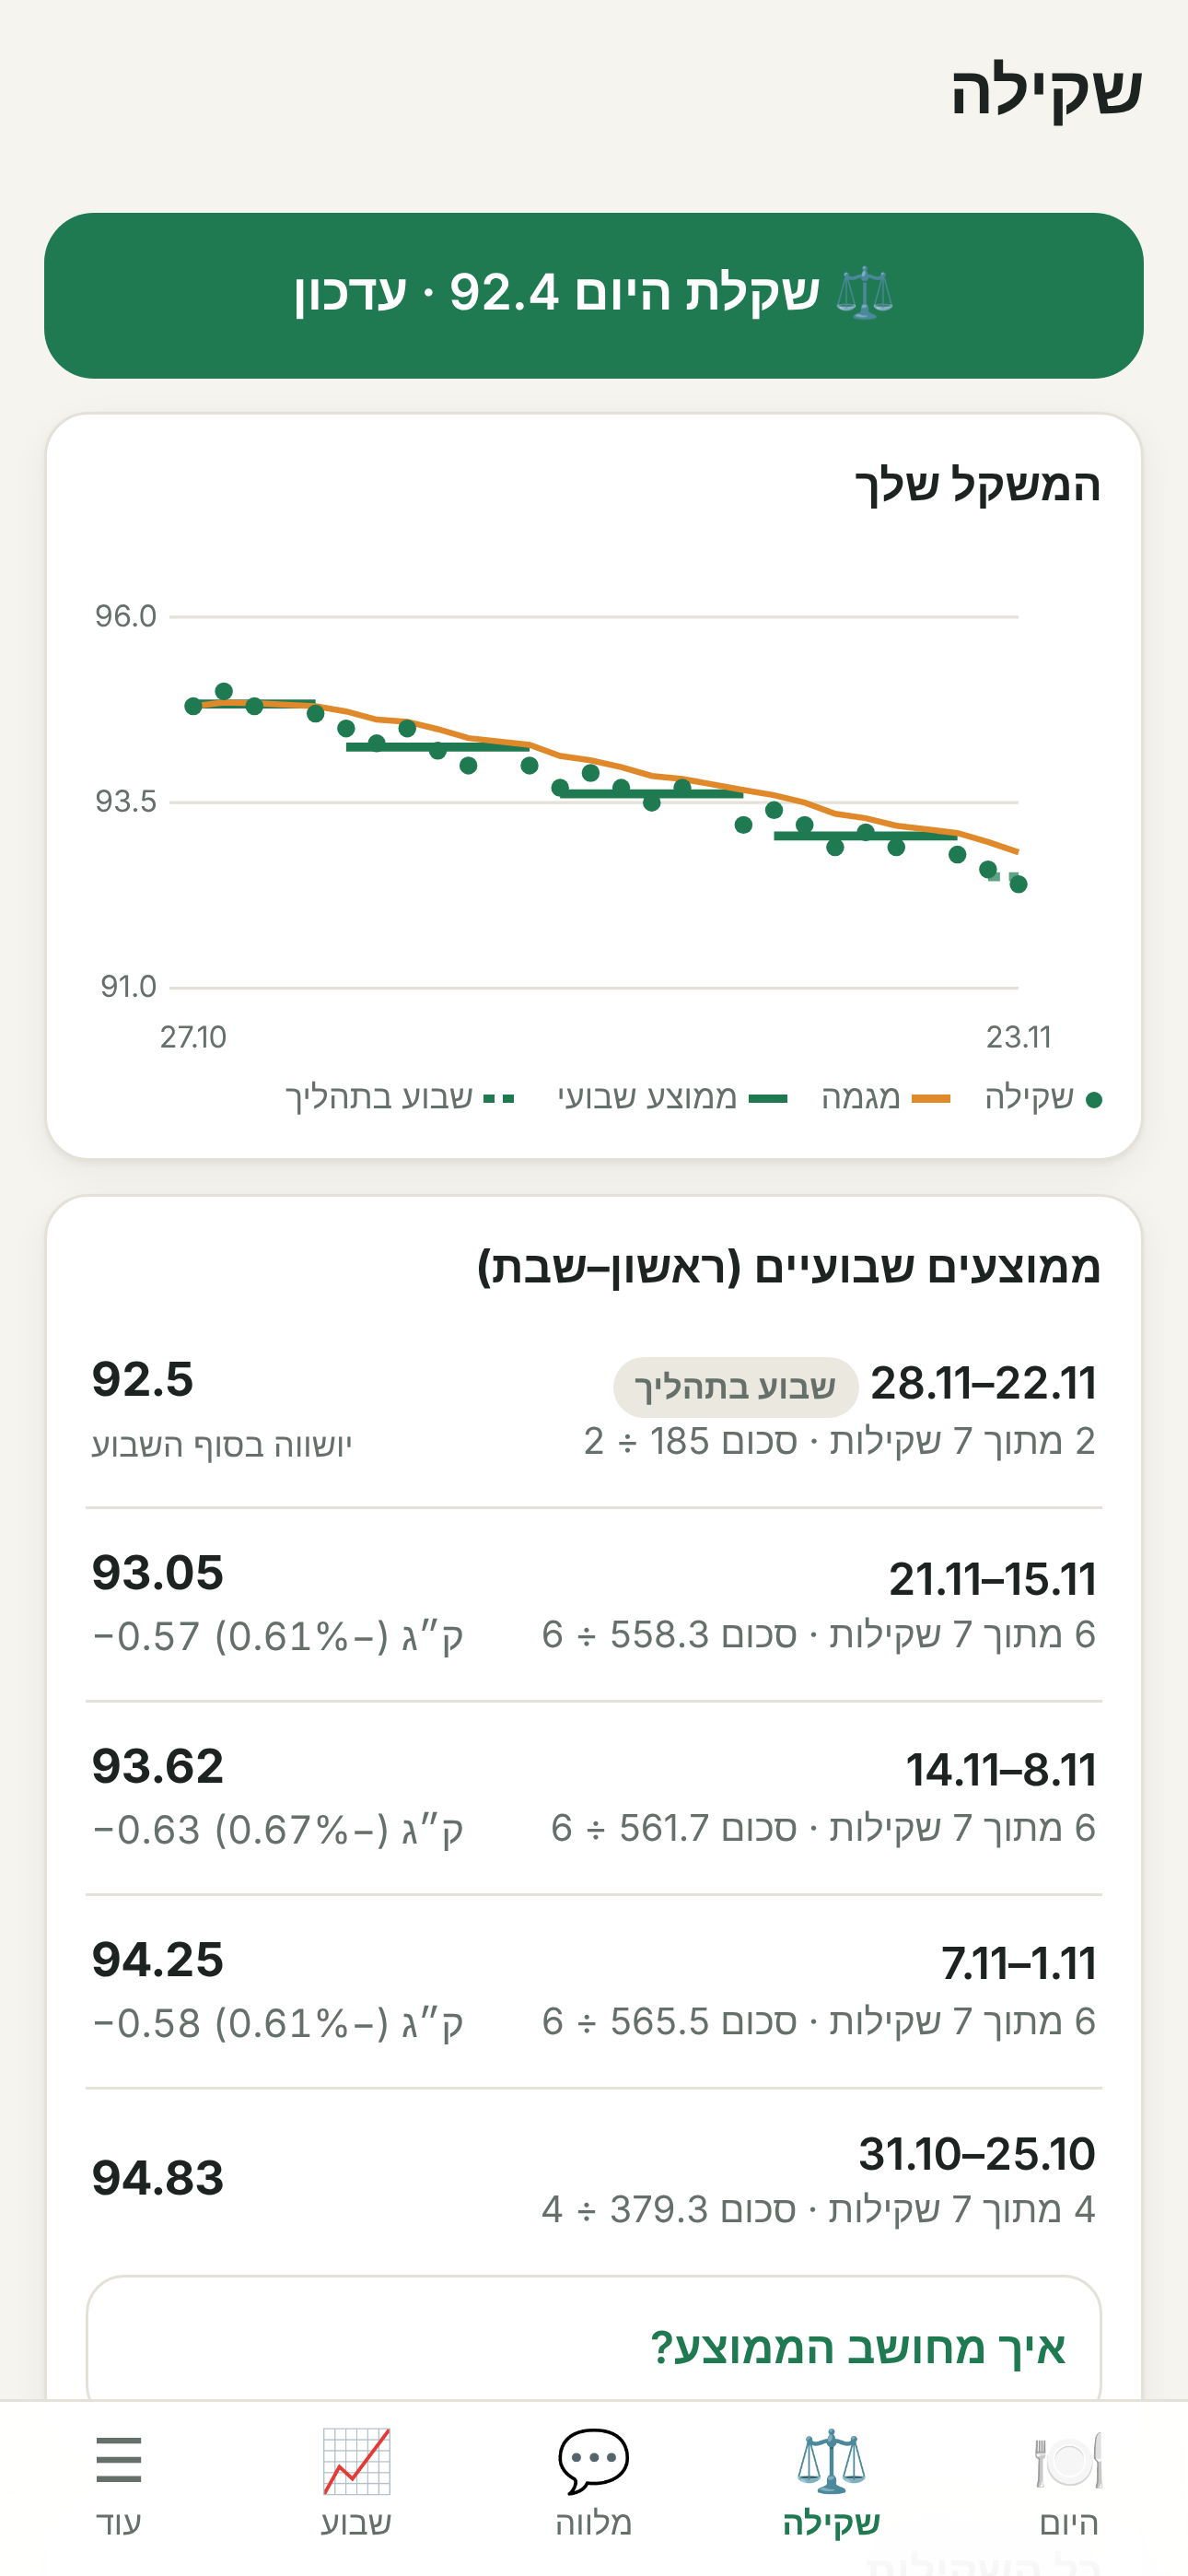 שקילה
⚖️ שקלת היום 92.4 · עדכון
המשקל שלך
96.0
93.5
91.0
27.10 23.11
שקילה מגמה ממוצע שבועי שבוע בתהליך
ממוצעים שבועיים (ראשון–שבת)
22.11–28.11 שבוע בתהליך 92.5
2 מתוך 7 שקילות · סכום 185 ÷ 2 יושווה בסוף השבוע
15.11–21.11 93.05
6 מתוך 7 שקילות · סכום 558.3 ÷ 6 −0.57 ק״ג (−0.61%)
8.11–14.11 93.62
6 מתוך 7 שקילות · סכום 561.7 ÷ 6 −0.63 ק״ג (−0.67%)
1.11–7.11 94.25
6 מתוך 7 שקילות · סכום 565.5 ÷ 6 −0.58 ק״ג (−0.61%)
25.10–31.10 94.83
4 מתוך 7 שקילות · סכום 379.3 ÷ 4
איך מחושב הממוצע?
היום שקילה מלווה שבוע עוד
כל השקילות